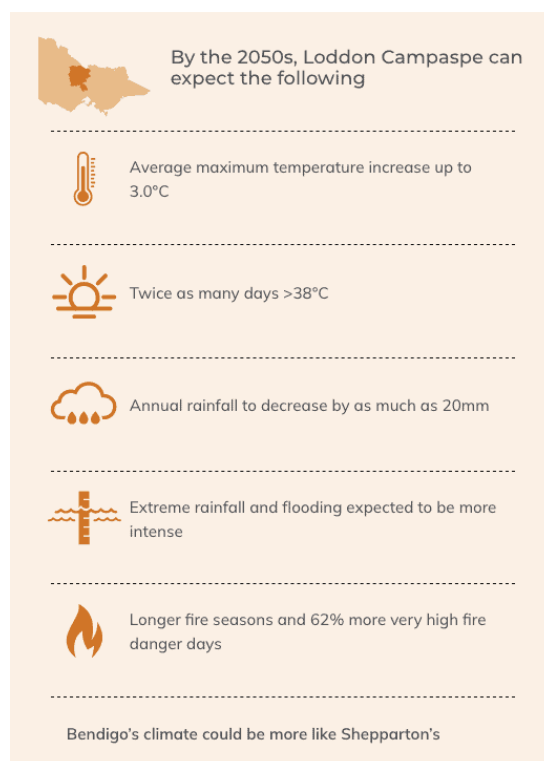 By the 2050s, Loddon Campaspe can
expect the following
Average maximum temperature increase up to
3.0°C
Twice as many days >38°C
Annual rainfall to decrease by as much as 20mm
Extreme rainfall and flooding expected to be more
intense
Longer fire seasons and 62% more very high fire
danger days
Bendigo's climate could be more like Shepparton's